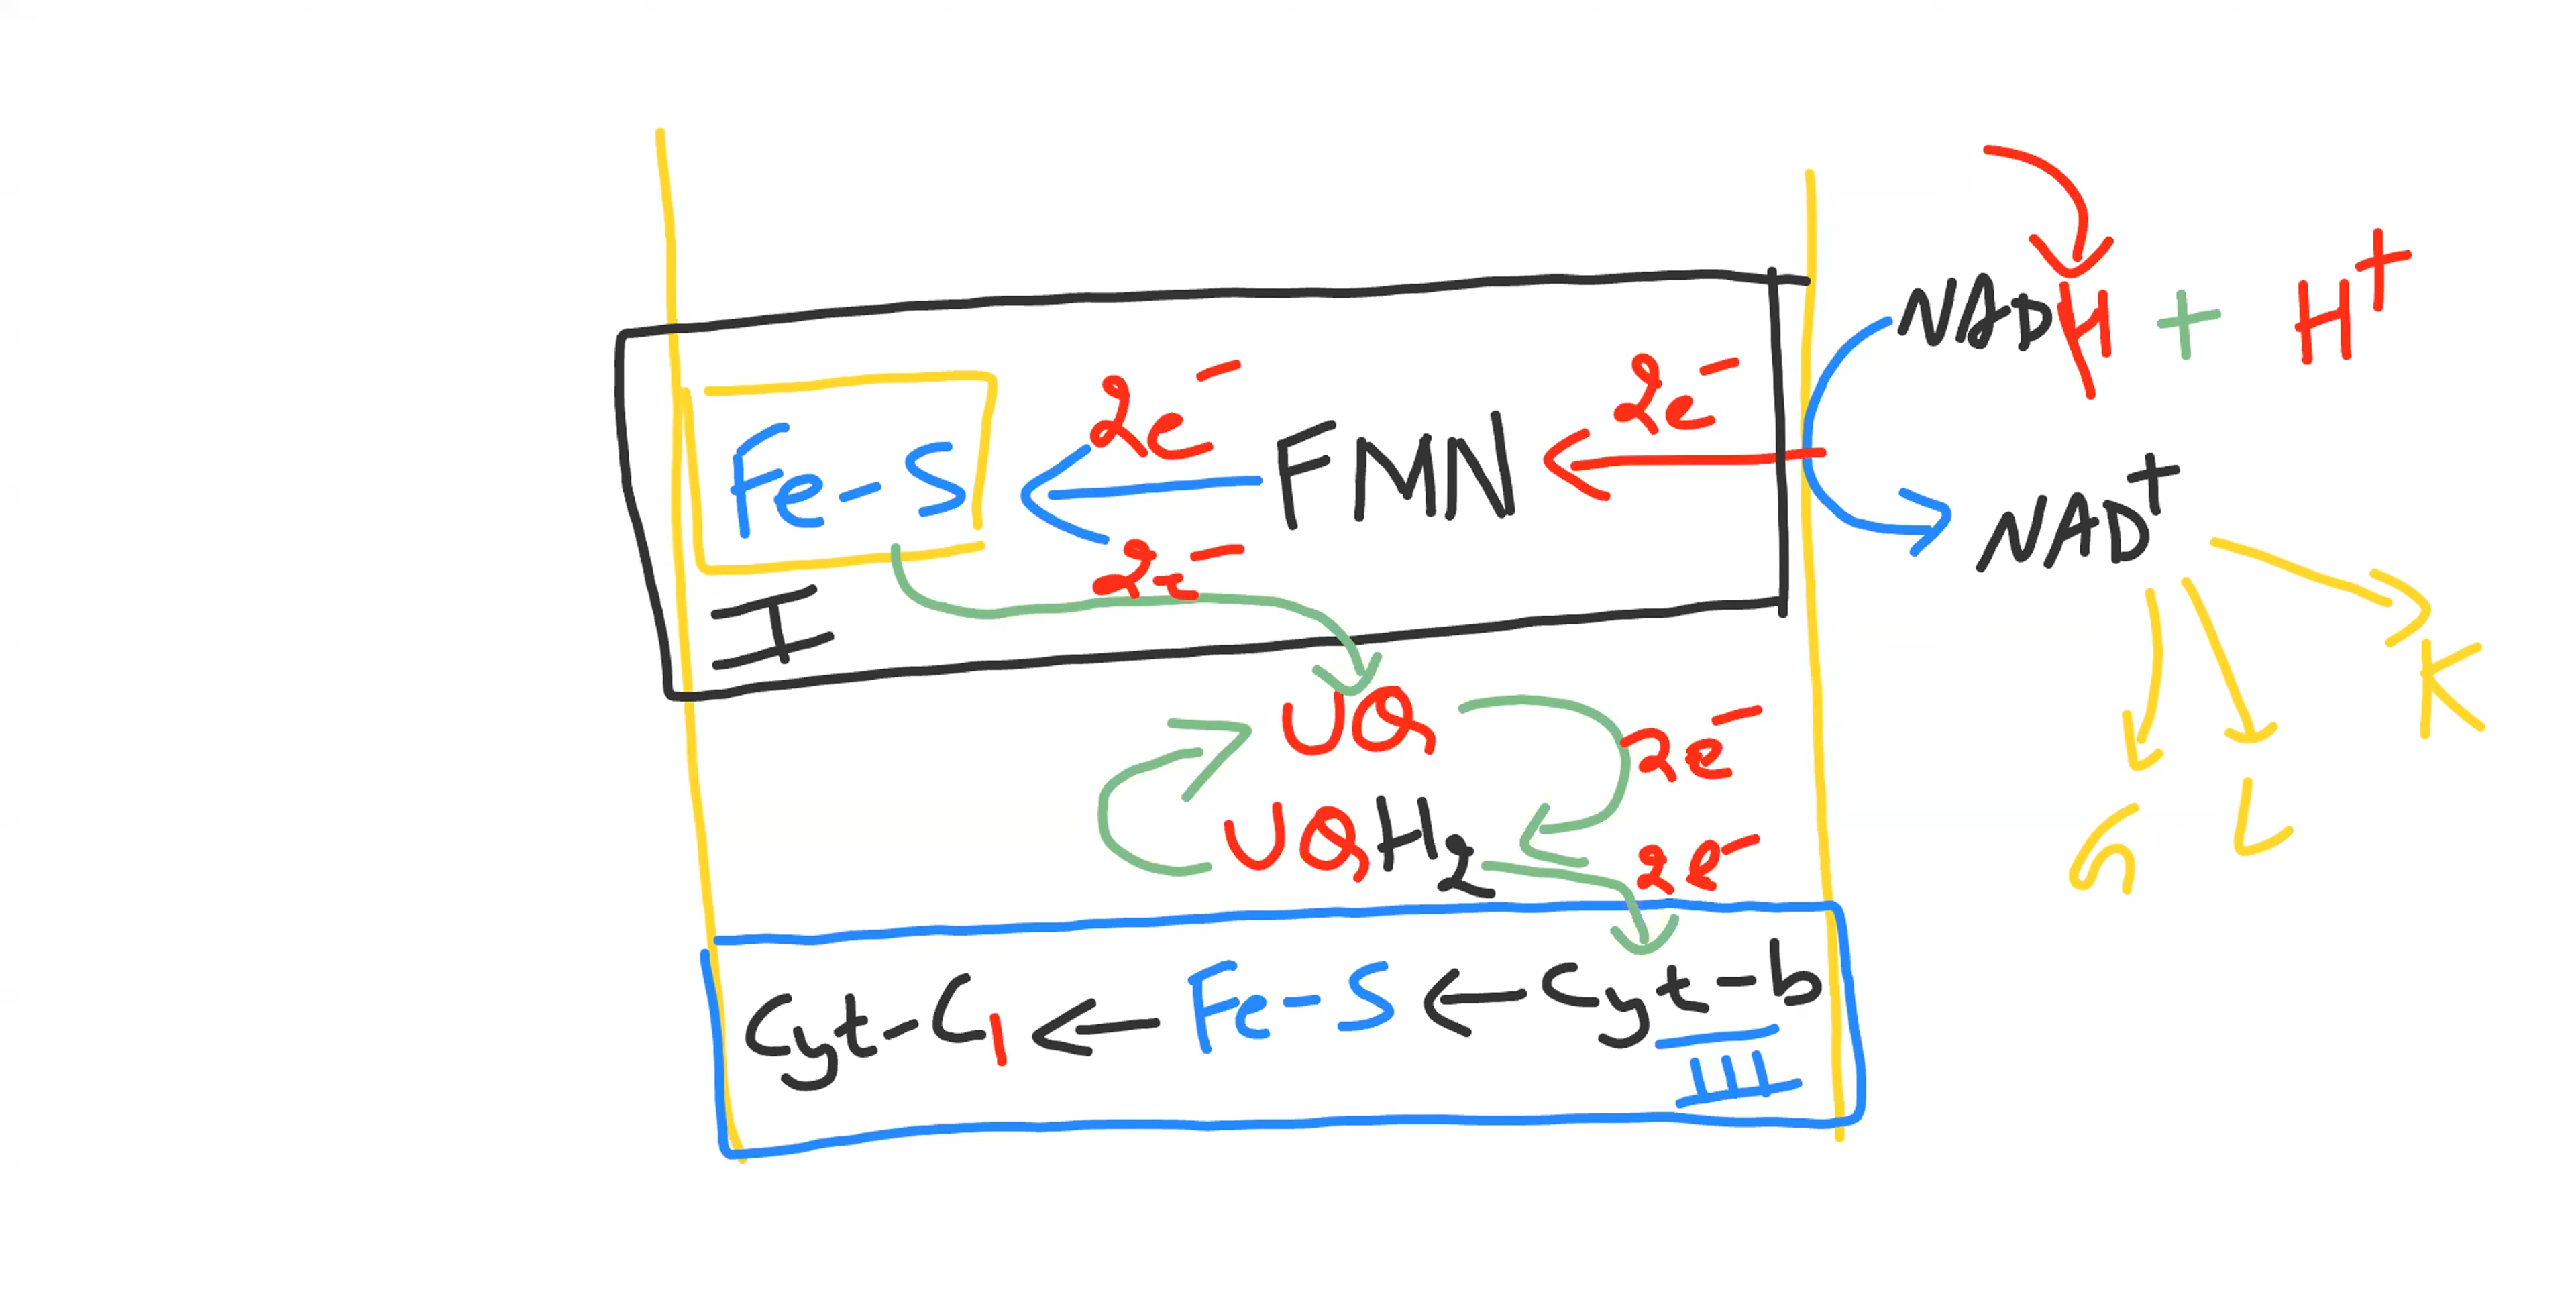 NADH + H⁺
2e⁻ 2e⁻
Fe-S FMN
NAD⁺
2e⁻
I
K
UQ 2e⁻
UQH₂ 2e⁻
L
Cyt-C₁ ← Fe-S ← Cyt-b
III